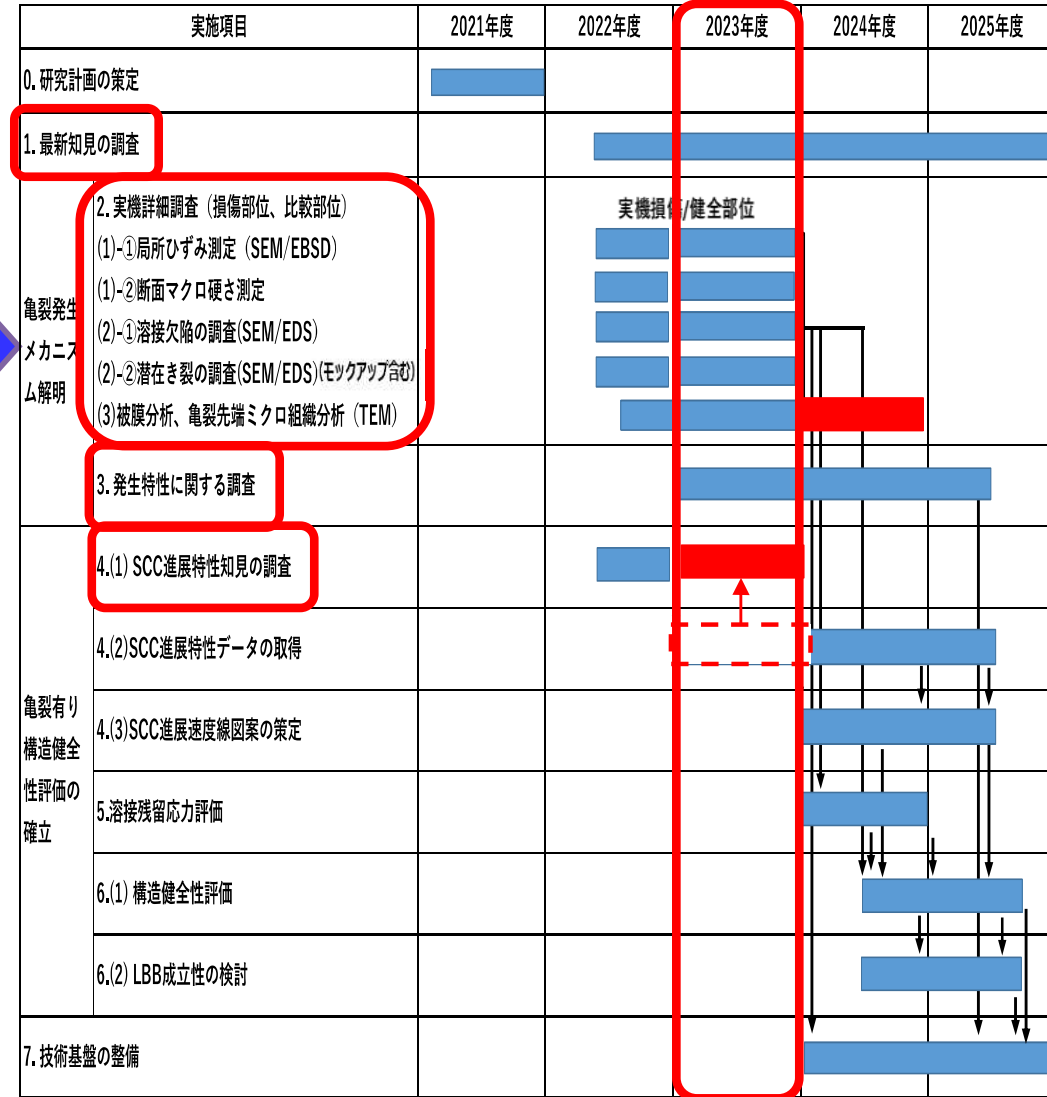 実施項目
2021年度
2022年度
2023年度
2024年度
2025年度
0. 研究計画の策定
1. 最新知見の調査
亀裂発生
メカニズ
ム解明
2. 実機詳細調査（損傷部位、比較部位）
(1)-①局所ひずみ測定（SEM/EBSD）
(1)-②断面マクロ硬さ測定
(2)-①溶接欠陥の調査(SEM/EDS)
(2)-②潜在き裂の調査(SEM/EDS)(モックアップ含む)
(3)被膜分析、亀裂先端ミクロ組織分析（TEM）
実機損傷/健全部位
3. 発生特性に関する調査
亀裂有り
構造健全
性評価の
確立
4.(1) SCC進展特性知見の調査
4.(2)SCC進展特性データの取得
4.(3)SCC進展速度線図案の策定
5.溶接残留応力評価
6.(1) 構造健全性評価
6.(2) LBB成立性の検討
7. 技術基盤の整備